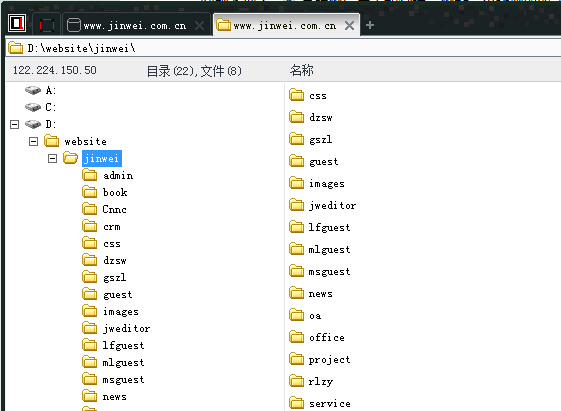 www.jinwei.com.cn
www.jinwei.com.cn
D:\website\jinwei\
122.224.150.50
目录(22),文件(8)
名称
A:
C:
D:
website
jinwei
admin
book
Cnnc
crm
css
dzsw
gszl
guest
images
jweditor
lfguest
mlguest
msguest
news
css
dzsw
gszl
guest
images
jweditor
lfguest
mlguest
msguest
news
oa
office
project
rlzy
service